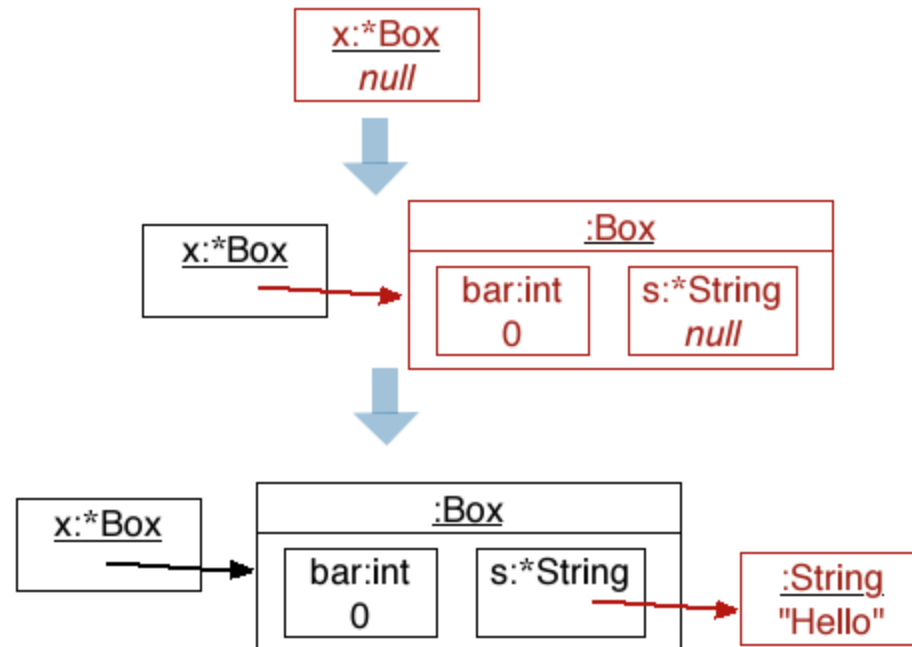 x:*Box
null
x:*Box
:Box
bar:int
0
s:*String
null
x:*Box
:Box
bar:int
0
s:*String
:String
"Hello"